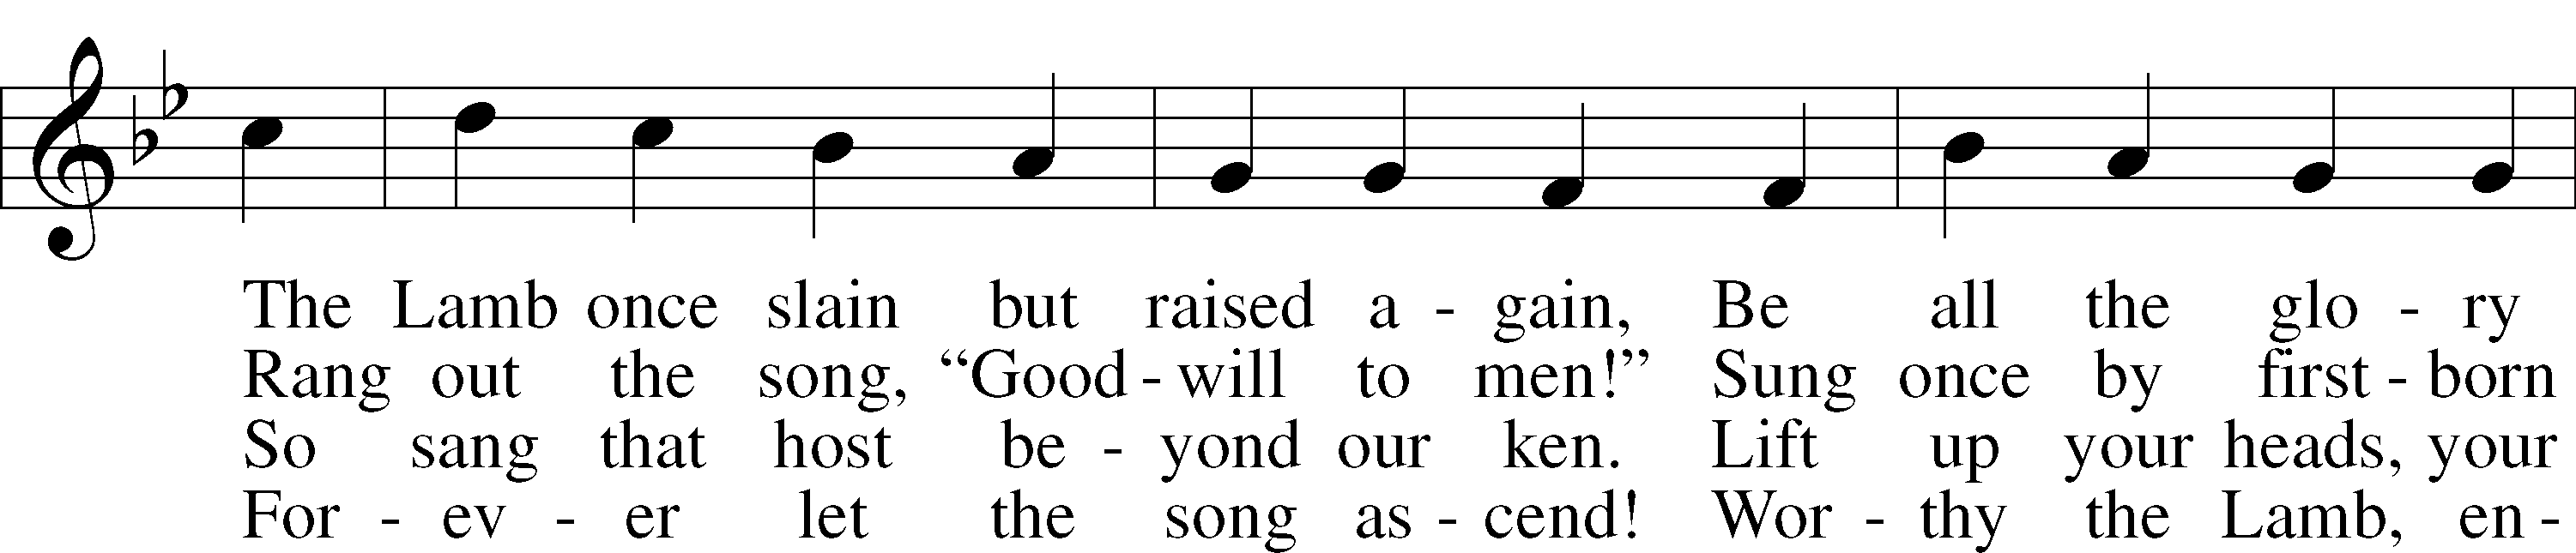 The Lamb once slain but raised a - gain, Be all the glo - ry
Rang out the song, “Good - will to men!” Sung once by first - born
So sang that host be - yond our ken. Lift up your heads, your
For - ev - er let the song as - cend! Wor - thy the Lamb, en -